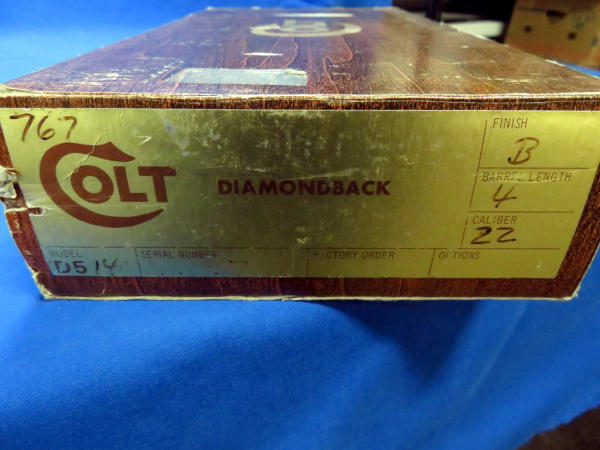 767
COLT
DIAMONDBACK
FINISH
B
BARREL LENGTH
4
CALIBER
22
MODEL
SERIAL NUMBER
FACTORY ORDER
OPTIONS
D514